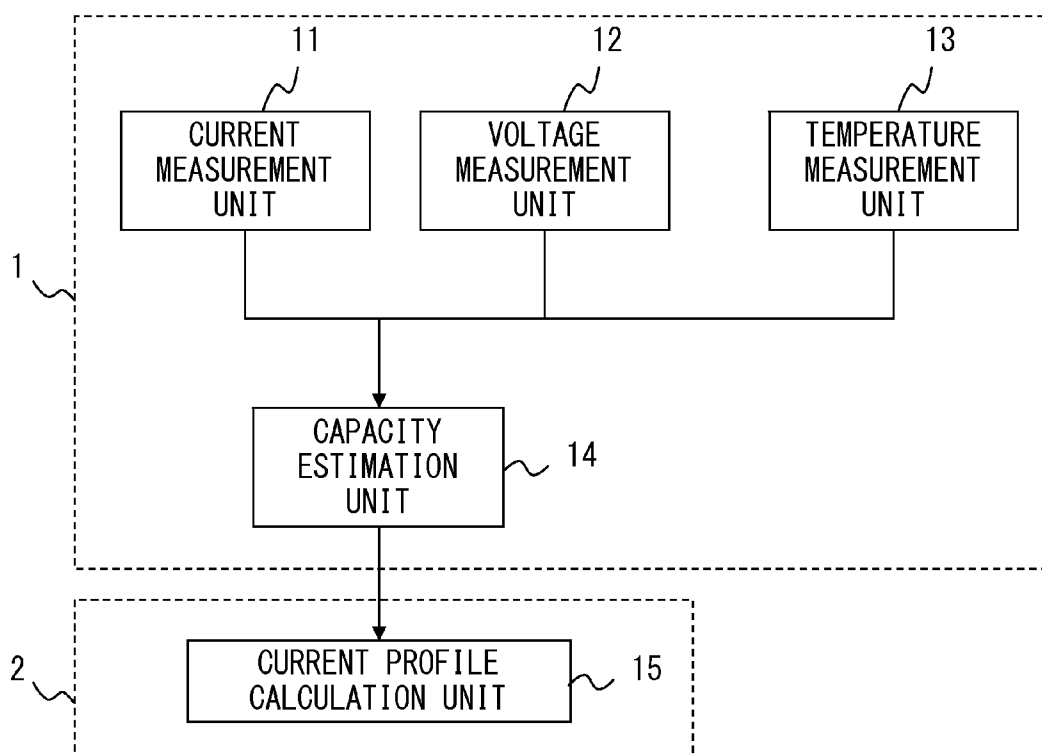 11
12
13
CURRENT
MEASUREMENT
UNIT
VOLTAGE
MEASUREMENT
UNIT
TEMPERATURE
MEASUREMENT
UNIT
1
CAPACITY
ESTIMATION
UNIT
14
2
CURRENT PROFILE
CALCULATION UNIT
15